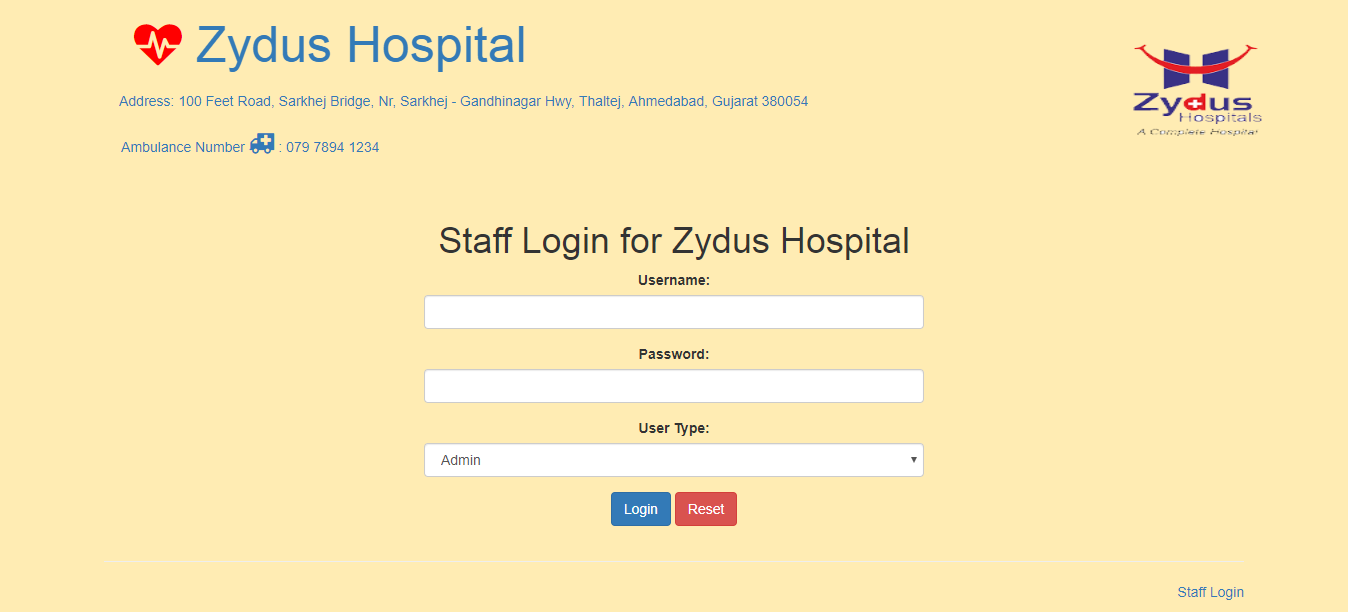 Zydus Hospital
Address: 100 Feet Road, Sarkhej Bridge, Nr, Sarkhej - Gandhinagar Hwy, Thaltej, Ahmedabad, Gujarat 380054
Ambulance Number : 079 7894 1234
Zydus
Hospitals
A Complete Hospital
Staff Login for Zydus Hospital
Username:
Password:
User Type:
Admin
Login Reset
Staff Login